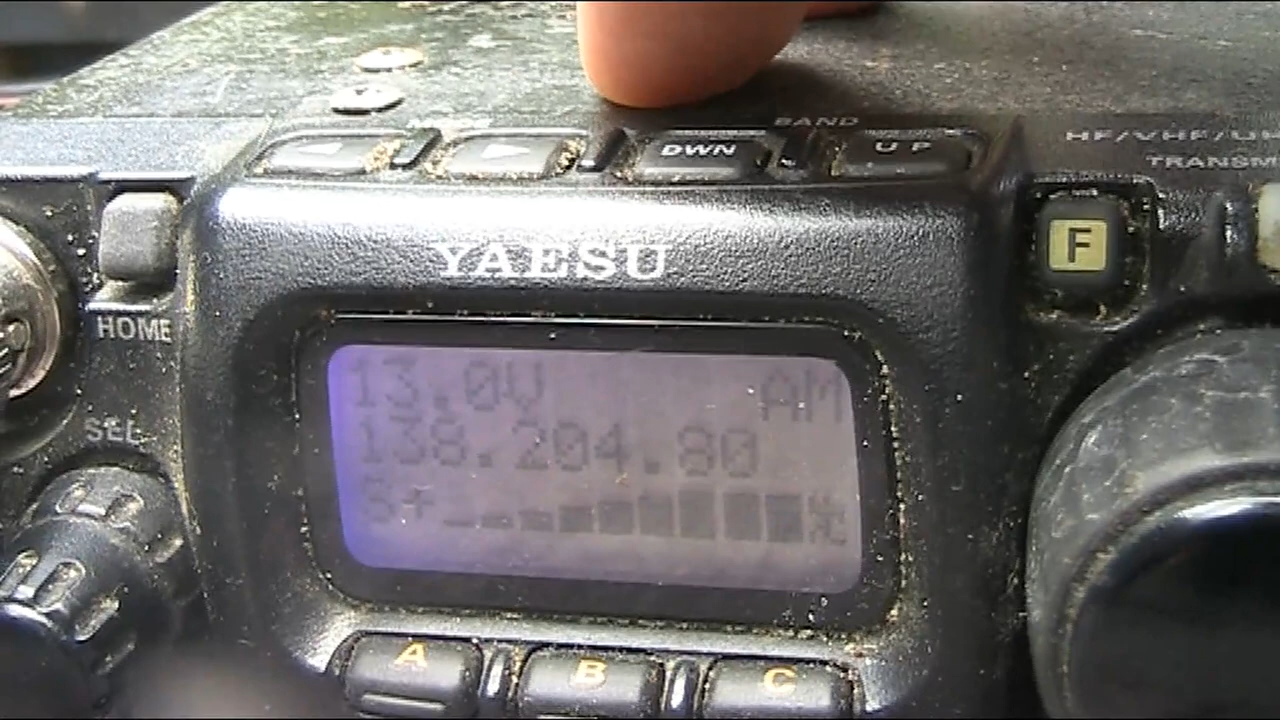 BAND
DWN UP
HF/VHF/U
TRANSM
YAESU
F
HOME
SEL
13.0V AM
138.204.80
S+
A B C